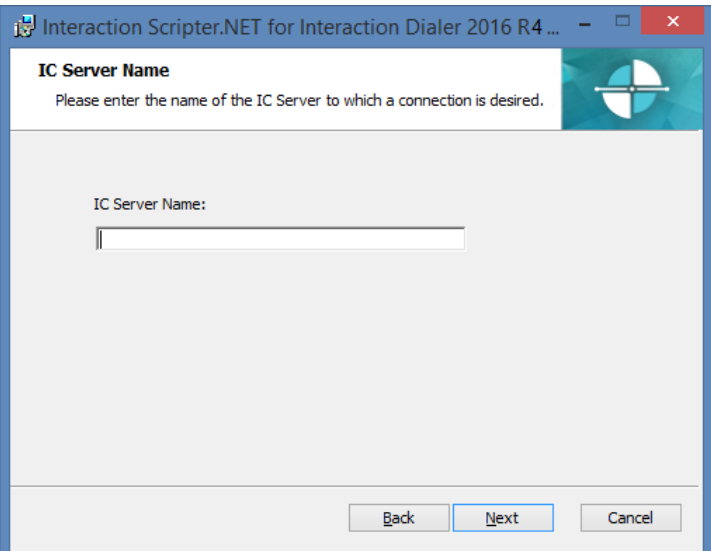 Interaction Scripter.NET for Interaction Dialer 2016 R4 ...
IC Server Name
Please enter the name of the IC Server to which a connection is desired.
IC Server Name:
Back
Next
Cancel